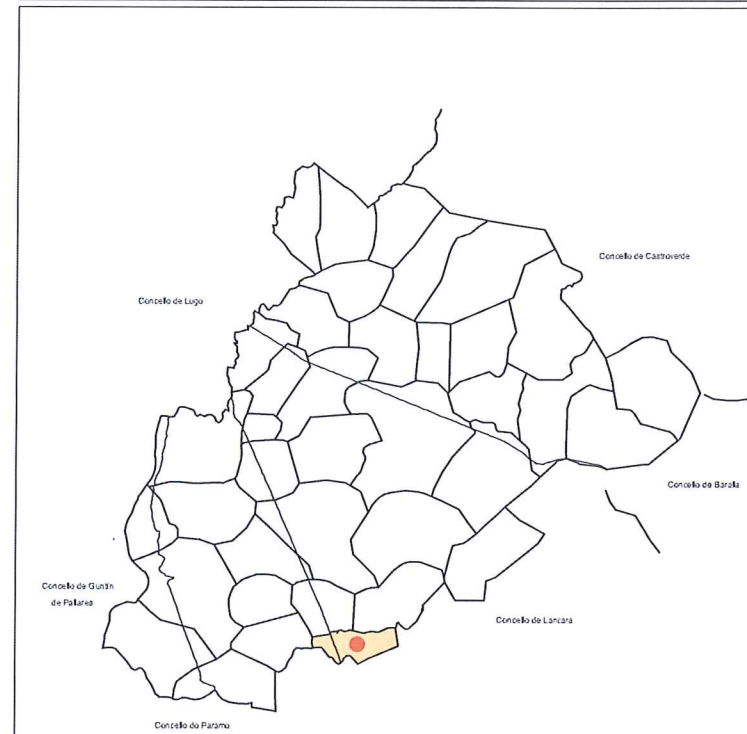 Concello de Castroverde
Concello de Lugo
Concello de Baralla
Concello de Guntín
de Pallares
Concello de Lancara
Concello do Paramo